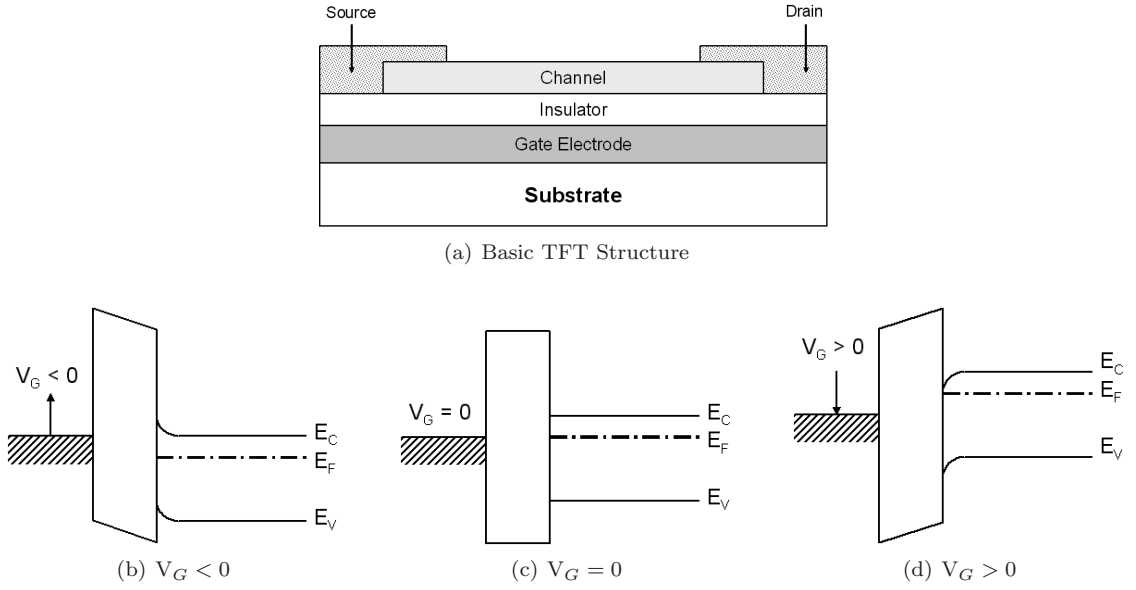 Source
Drain
Channel
Insulator
Gate Electrode
Substrate
(a) Basic TFT Structure
V_G < 0
E_C
E_F
E_V
(b) V_G < 0
V_G = 0
E_C
E_F
E_V
(c) V_G = 0
V_G > 0
E_C
E_F
E_V
(d) V_G > 0